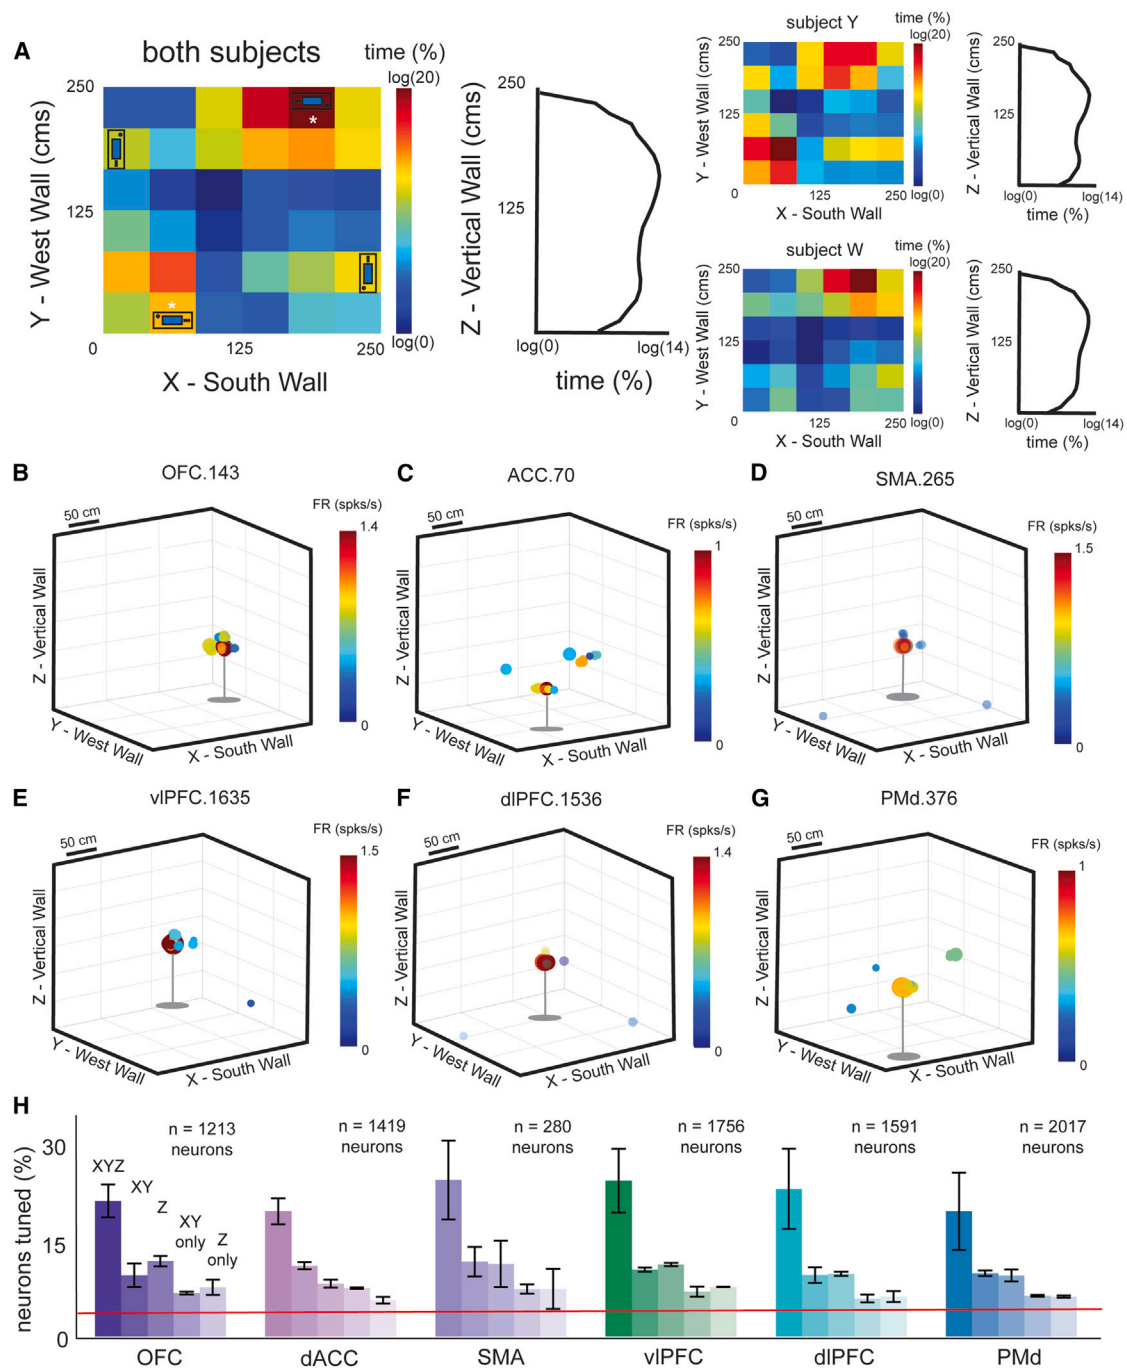 A
both subjects
time (%)
log(20)
250
125
0
Y - West Wall (cms)
*
*
log(0)
0
125
250
X - South Wall
250
125
Z - Vertical Wall (cms)
log(0)
log(14)
time (%)
subject Y
time (%)
log(20)
250
125
0
Y - West Wall (cms)
125
250
log(0)
X - South Wall
250
125
0
Z - Vertical Wall (cms)
log(0)
log(14)
time (%)
subject W
time (%)
log(20)
250
125
0
Y - West Wall (cms)
125
250
log(0)
X - South Wall
250
125
0
Z - Vertical Wall (cms)
log(0)
log(14)
time (%)
B
OFC.143
50 cm
FR (spks/s)
1.4
0
Z - Vertical Wall
Y - West Wall
X - South Wall
C
ACC.70
50 cm
FR (spks/s)
1
0
Z - Vertical Wall
Y - West Wall
X - South Wall
D
SMA.265
50 cm
FR (spks/s)
1.5
0
Z - Vertical Wall
Y - West Wall
X - South Wall
E
vlPFC.1635
50 cm
FR (spks/s)
1.5
0
Z - Vertical Wall
Y - West Wall
X - South Wall
F
dlPFC.1536
50 cm
FR (spks/s)
1.4
0
Z - Vertical Wall
Y - West Wall
X - South Wall
G
PMd.376
50 cm
FR (spks/s)
1
0
Z - Vertical Wall
Y - West Wall
X - South Wall
H
neurons tuned (%)
30
15
0
XYZ
XY
Z
XY
only
Z
only
n = 1213
neurons
n = 1419
neurons
n = 280
neurons
n = 1756
neurons
n = 1591
neurons
n = 2017
neurons
OFC
dACC
SMA
vlPFC
dlPFC
PMd